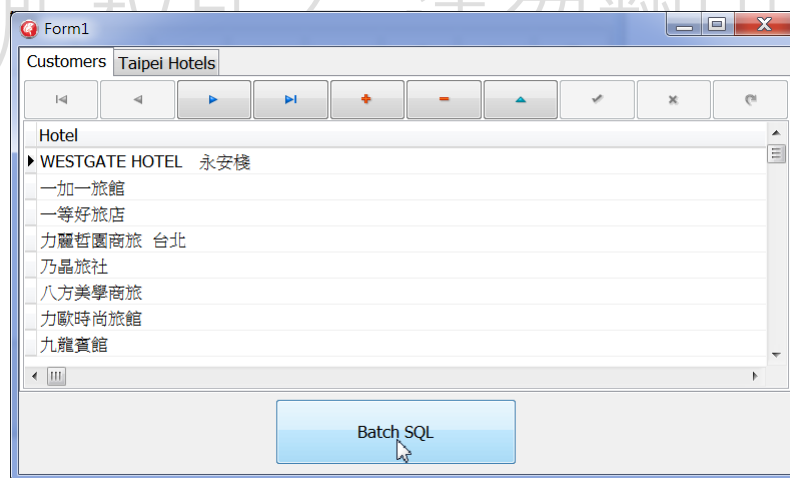 Form1
Customers Taipei Hotels
Hotel
WESTGATE HOTEL 永安棧
一加一旅館
一等好旅店
力麗哲園商旅 台北
乃晶旅社
八方美學商旅
力歐時尚旅館
九龍賓館
Batch SQL